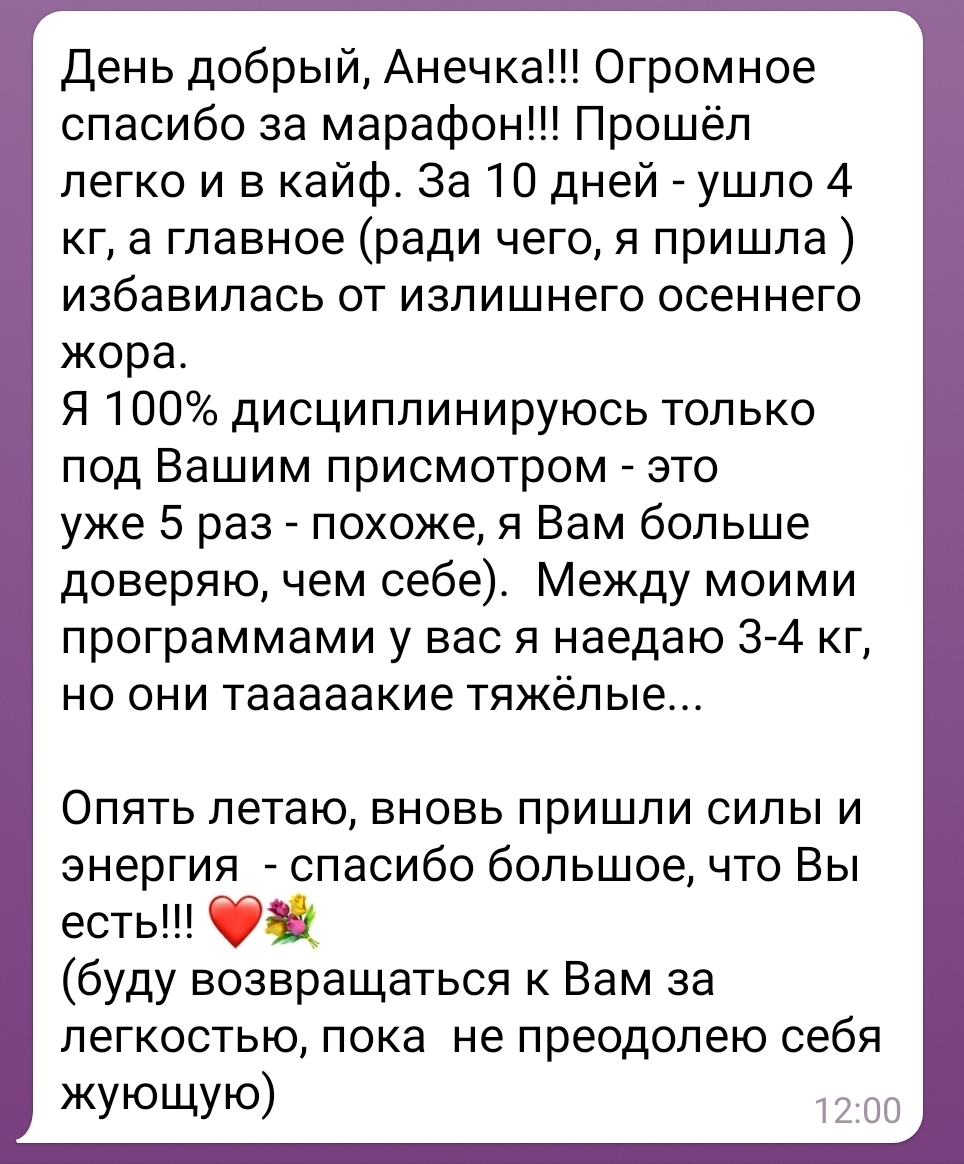 День добрый, Анечка!!! Огромное
спасибо за марафон!!! Прошёл
легко и в кайф. За 10 дней - ушло 4
кг, а главное (ради чего, я пришла )
избавилась от излишнего осеннего
жора.
Я 100% дисциплинируюсь только
под Вашим присмотром - это
уже 5 раз - похоже, я Вам больше
доверяю, чем себе).  Между моими
программами у вас я наедаю 3-4 кг,
но они тааааакие тяжёлые...

Опять летаю, вновь пришли силы и
энергия  - спасибо большое, что Вы
есть!!! ❤️💐
(буду возвращаться к Вам за
легкостью, пока  не преодолею себя
жующую)
12:00